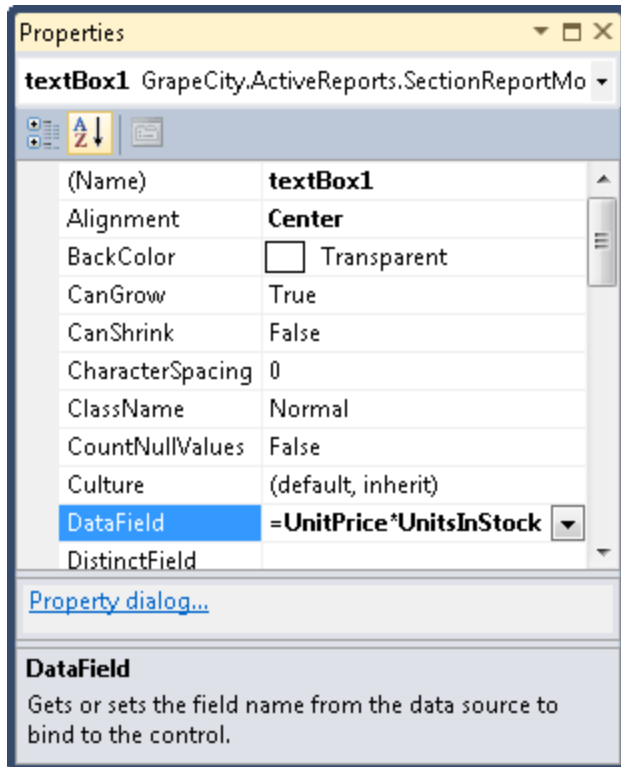 Properties
textBox1 GrapeCity.ActiveReports.SectionReportMo
(Name) textBox1
Alignment Center
BackColor Transparent
CanGrow True
CanShrink False
CharacterSpacing 0
ClassName Normal
CountNullValues False
Culture (default, inherit)
DataField =UnitPrice*UnitsInStock
DistinctField
Property dialog...
DataField
Gets or sets the field name from the data source to
bind to the control.